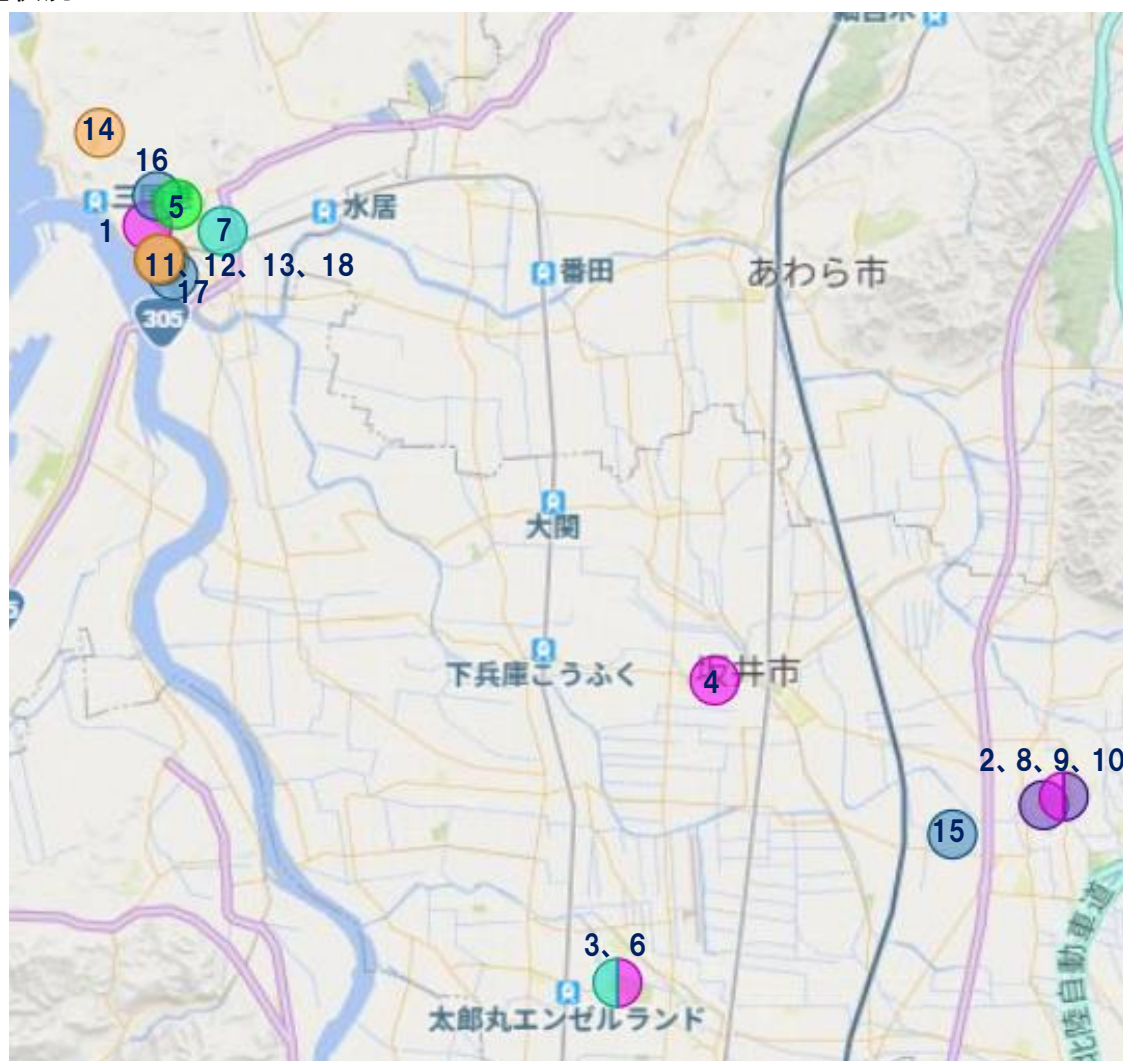 14
16
5
7
水居
1
11、12、13、18
17
305
番田
あわら市
大関
下兵庫こうふく
4
井市
2、8、9、10
15
3、6
太郎丸エンゼルランド
北陸自動車道